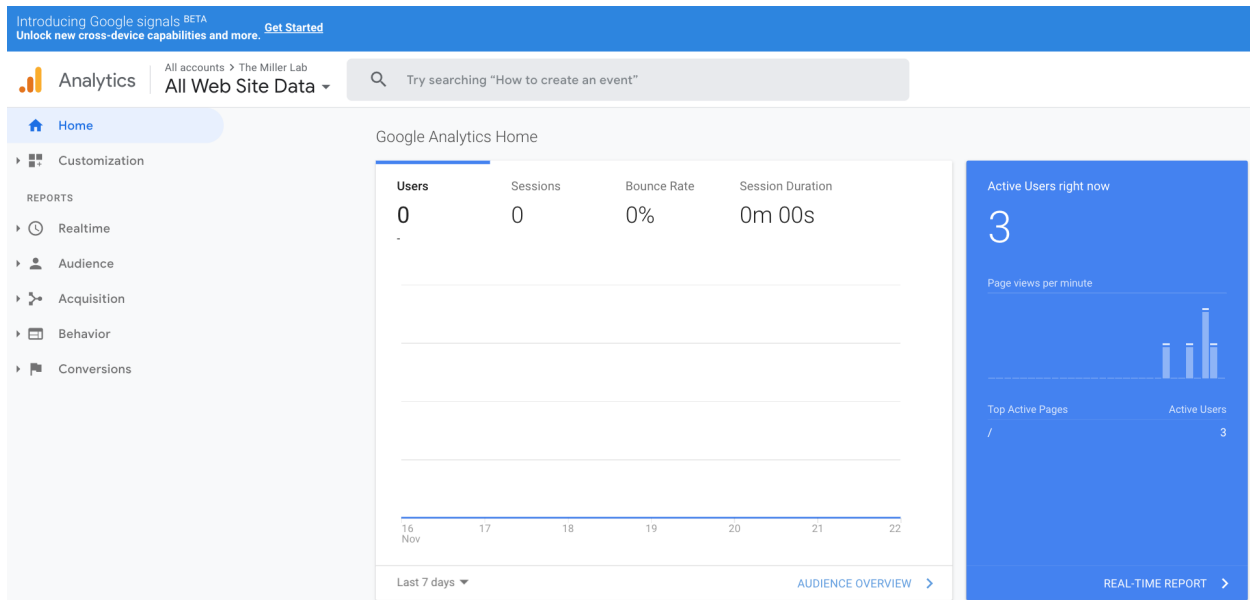 Introducing Google signals BETA
Unlock new cross-device capabilities and more. Get Started
Analytics
All accounts > The Miller Lab
All Web Site Data
Try searching “How to create an event”
Home
Customization
REPORTS
Realtime
Audience
Acquisition
Behavior
Conversions
Google Analytics Home
Users Sessions Bounce Rate Session Duration
0 0 0% 0m 00s
-
16 17 18 19 20 21 22
Nov
Last 7 days
AUDIENCE OVERVIEW >
Active Users right now
3
Page views per minute
Top Active Pages Active Users
/ 3
REAL-TIME REPORT >